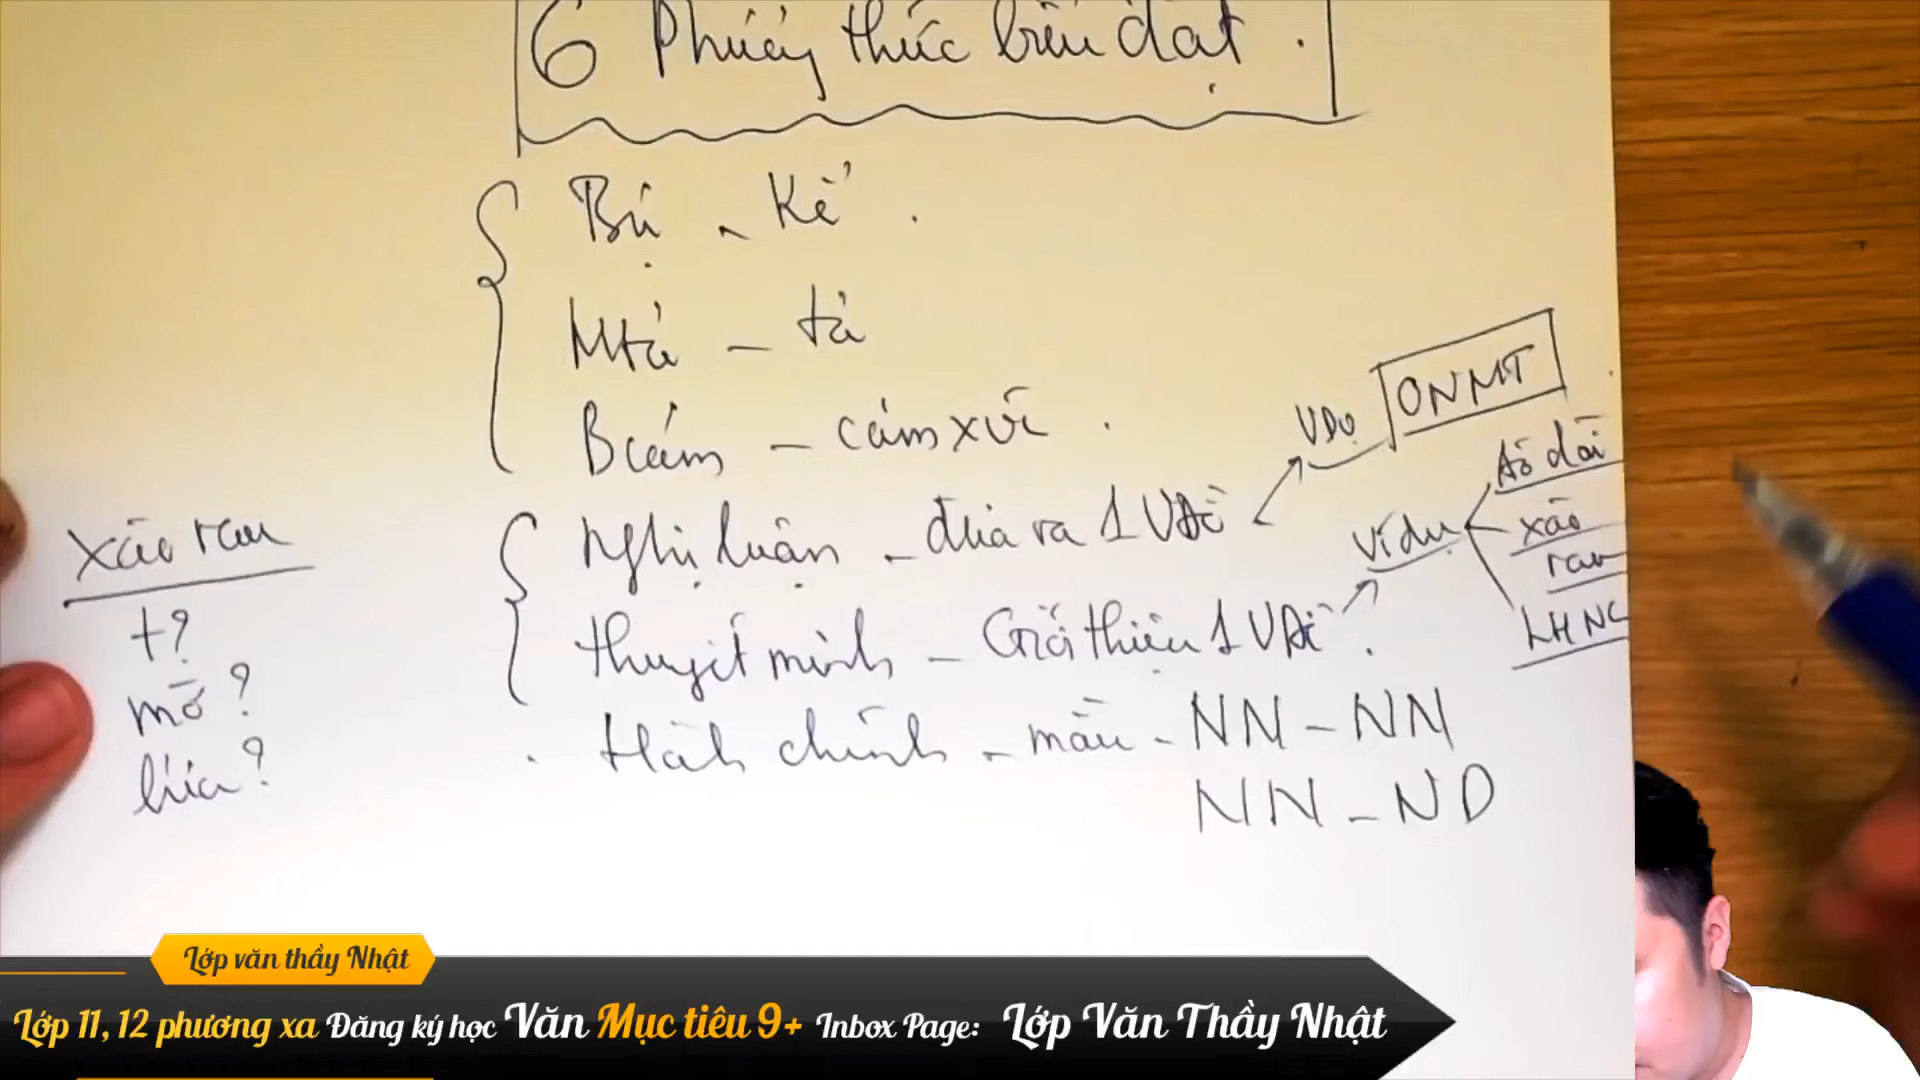 6 Phương thức biểu đạt.
Tự - Kể.
Mtả - tả
Bcảm - cảm xúc.
Nghị luận - đưa ra 1 VĐề
VDụ ONMT
thuyết minh - Giới thiệu 1 VĐề.
Ví dụ
Áo dài
xào
rau
Hành chính - mẫu - NN - NN
NN - ND
xào rau
t?
mỡ?
lửa?
Lớp văn thầy Nhật
Lớp 11, 12 phương xa Đăng ký học Văn Mục tiêu 9+ Inbox Page: Lớp Văn Thầy Nhật